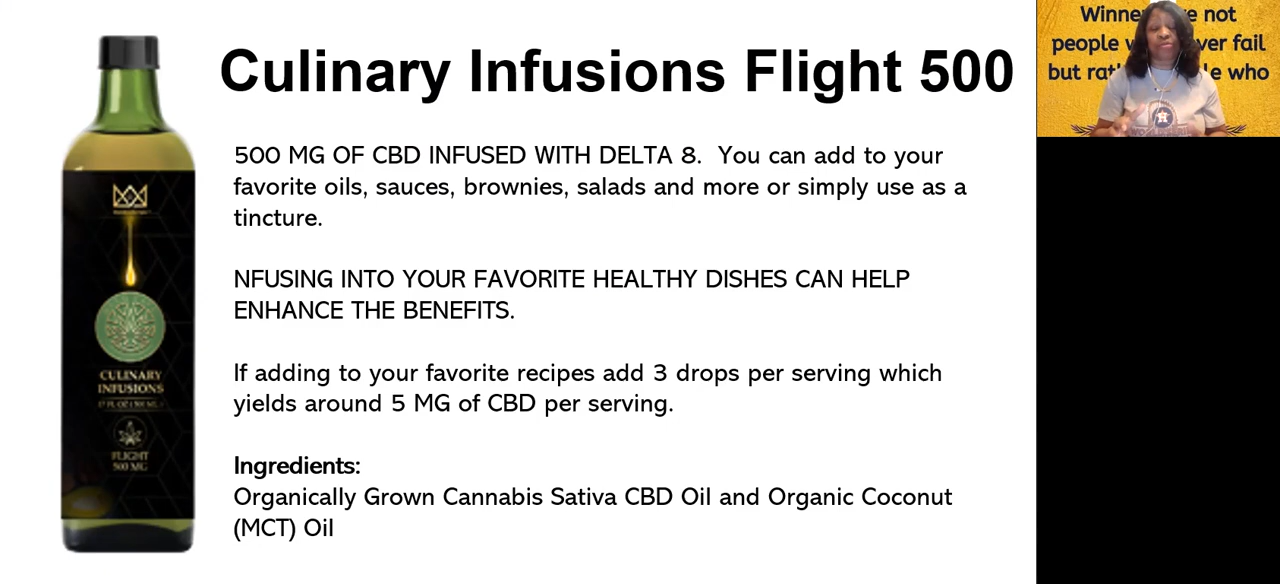 Culinary Infusions Flight 500
500 MG OF CBD INFUSED WITH DELTA 8.  You can add to your
favorite oils, sauces, brownies, salads and more or simply use as a
tincture.
NFUSING INTO YOUR FAVORITE HEALTHY DISHES CAN HELP
ENHANCE THE BENEFITS.
If adding to your favorite recipes add 3 drops per serving which
yields around 5 MG of CBD per serving.
Ingredients:
Organically Grown Cannabis Sativa CBD Oil and Organic Coconut
(MCT) Oil
CULINARY
INFUSIONS
FLIGHT
500 MG
not
people
fail
but
who